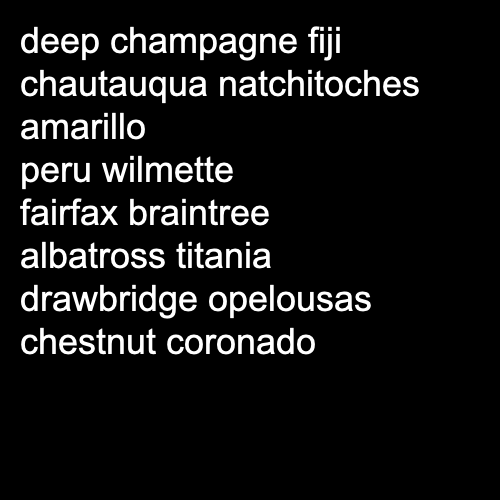 deep champagne fiji
chautauqua natchitoches
amarillo
peru wilmette
fairfax braintree
albatross titania
drawbridge opelousas
chestnut coronado